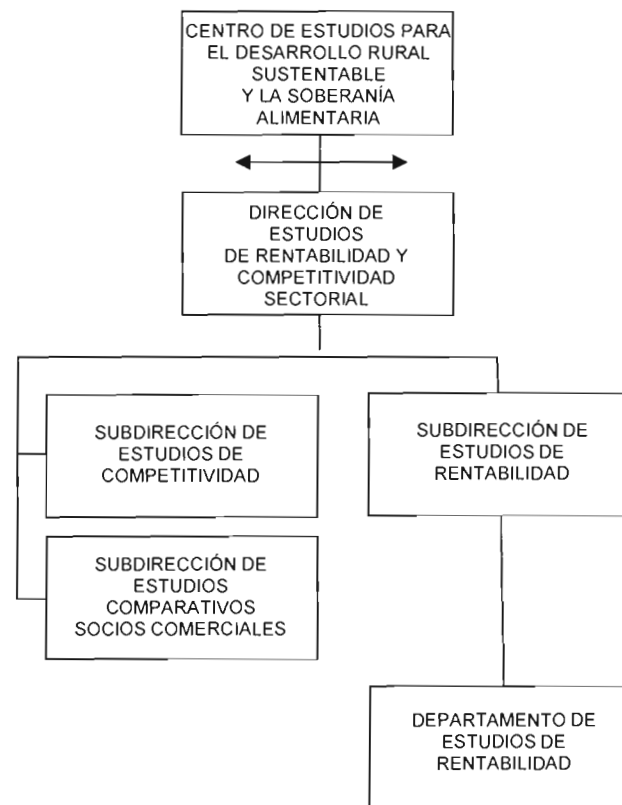 CENTRO DE ESTUDIOS PARA
EL DESARROLLO RURAL
SUSTENTABLE
Y LA SOBERANÍA
ALIMENTARIA
DIRECCIÓN DE
ESTUDIOS
DE RENTABILIDAD Y
COMPETITIVIDAD
SECTORIAL
SUBDIRECCIÓN DE
ESTUDIOS DE
COMPETITIVIDAD
SUBDIRECCIÓN DE
ESTUDIOS DE
RENTABILIDAD
SUBDIRECCIÓN DE
ESTUDIOS
COMPARATIVOS
SOCIOS COMERCIALES
DEPARTAMENTO DE
ESTUDIOS DE
RENTABILIDAD